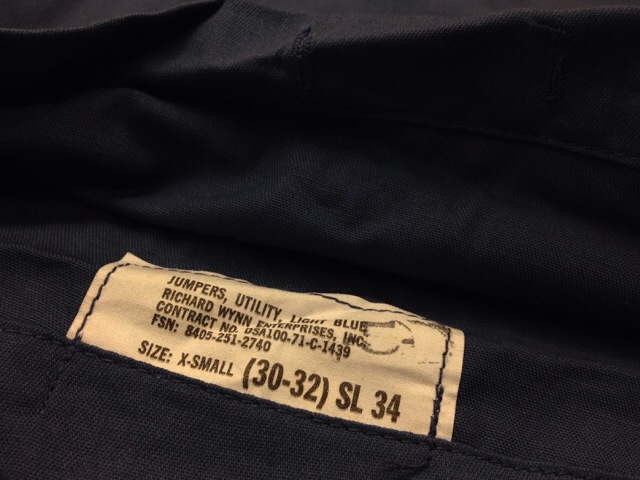 JUMPERS, UTILITY, LIGHT BLUE
RICHARD WYNN ENTERPRISES, INC.
CONTRACT NO. DSA100-71-C-1439
FSN: 8405-251-2740
SIZE: X-SMALL (30-32) SL 34